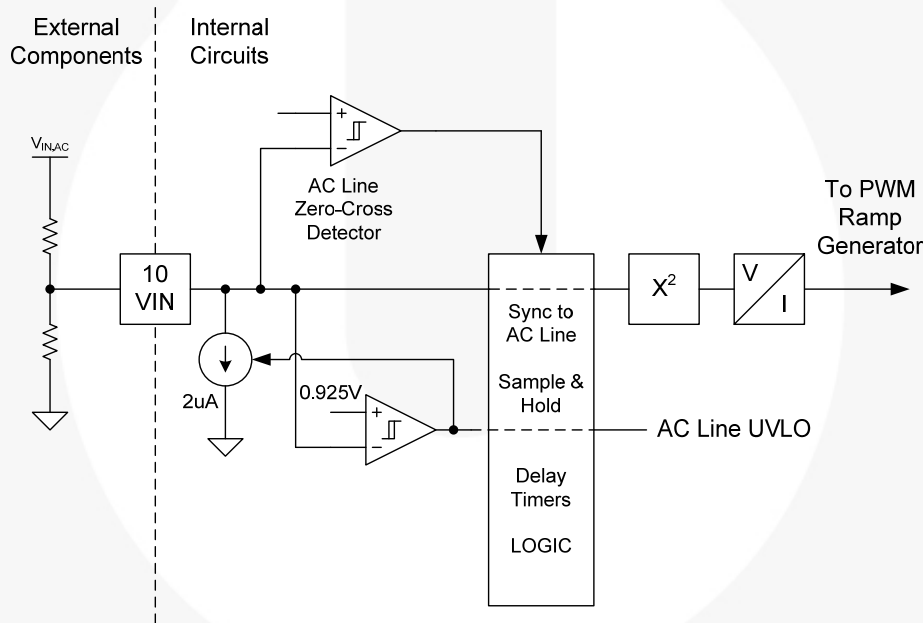 External
Components
Internal
Circuits
VIN,AC
+
−
AC Line
Zero-Cross
Detector
To PWM
Ramp
Generator
10
VIN
X²
V
I
Sync to
AC Line
2uA
0.925V
+
−
Sample &
Hold
AC Line UVLO
Delay
Timers
LOGIC